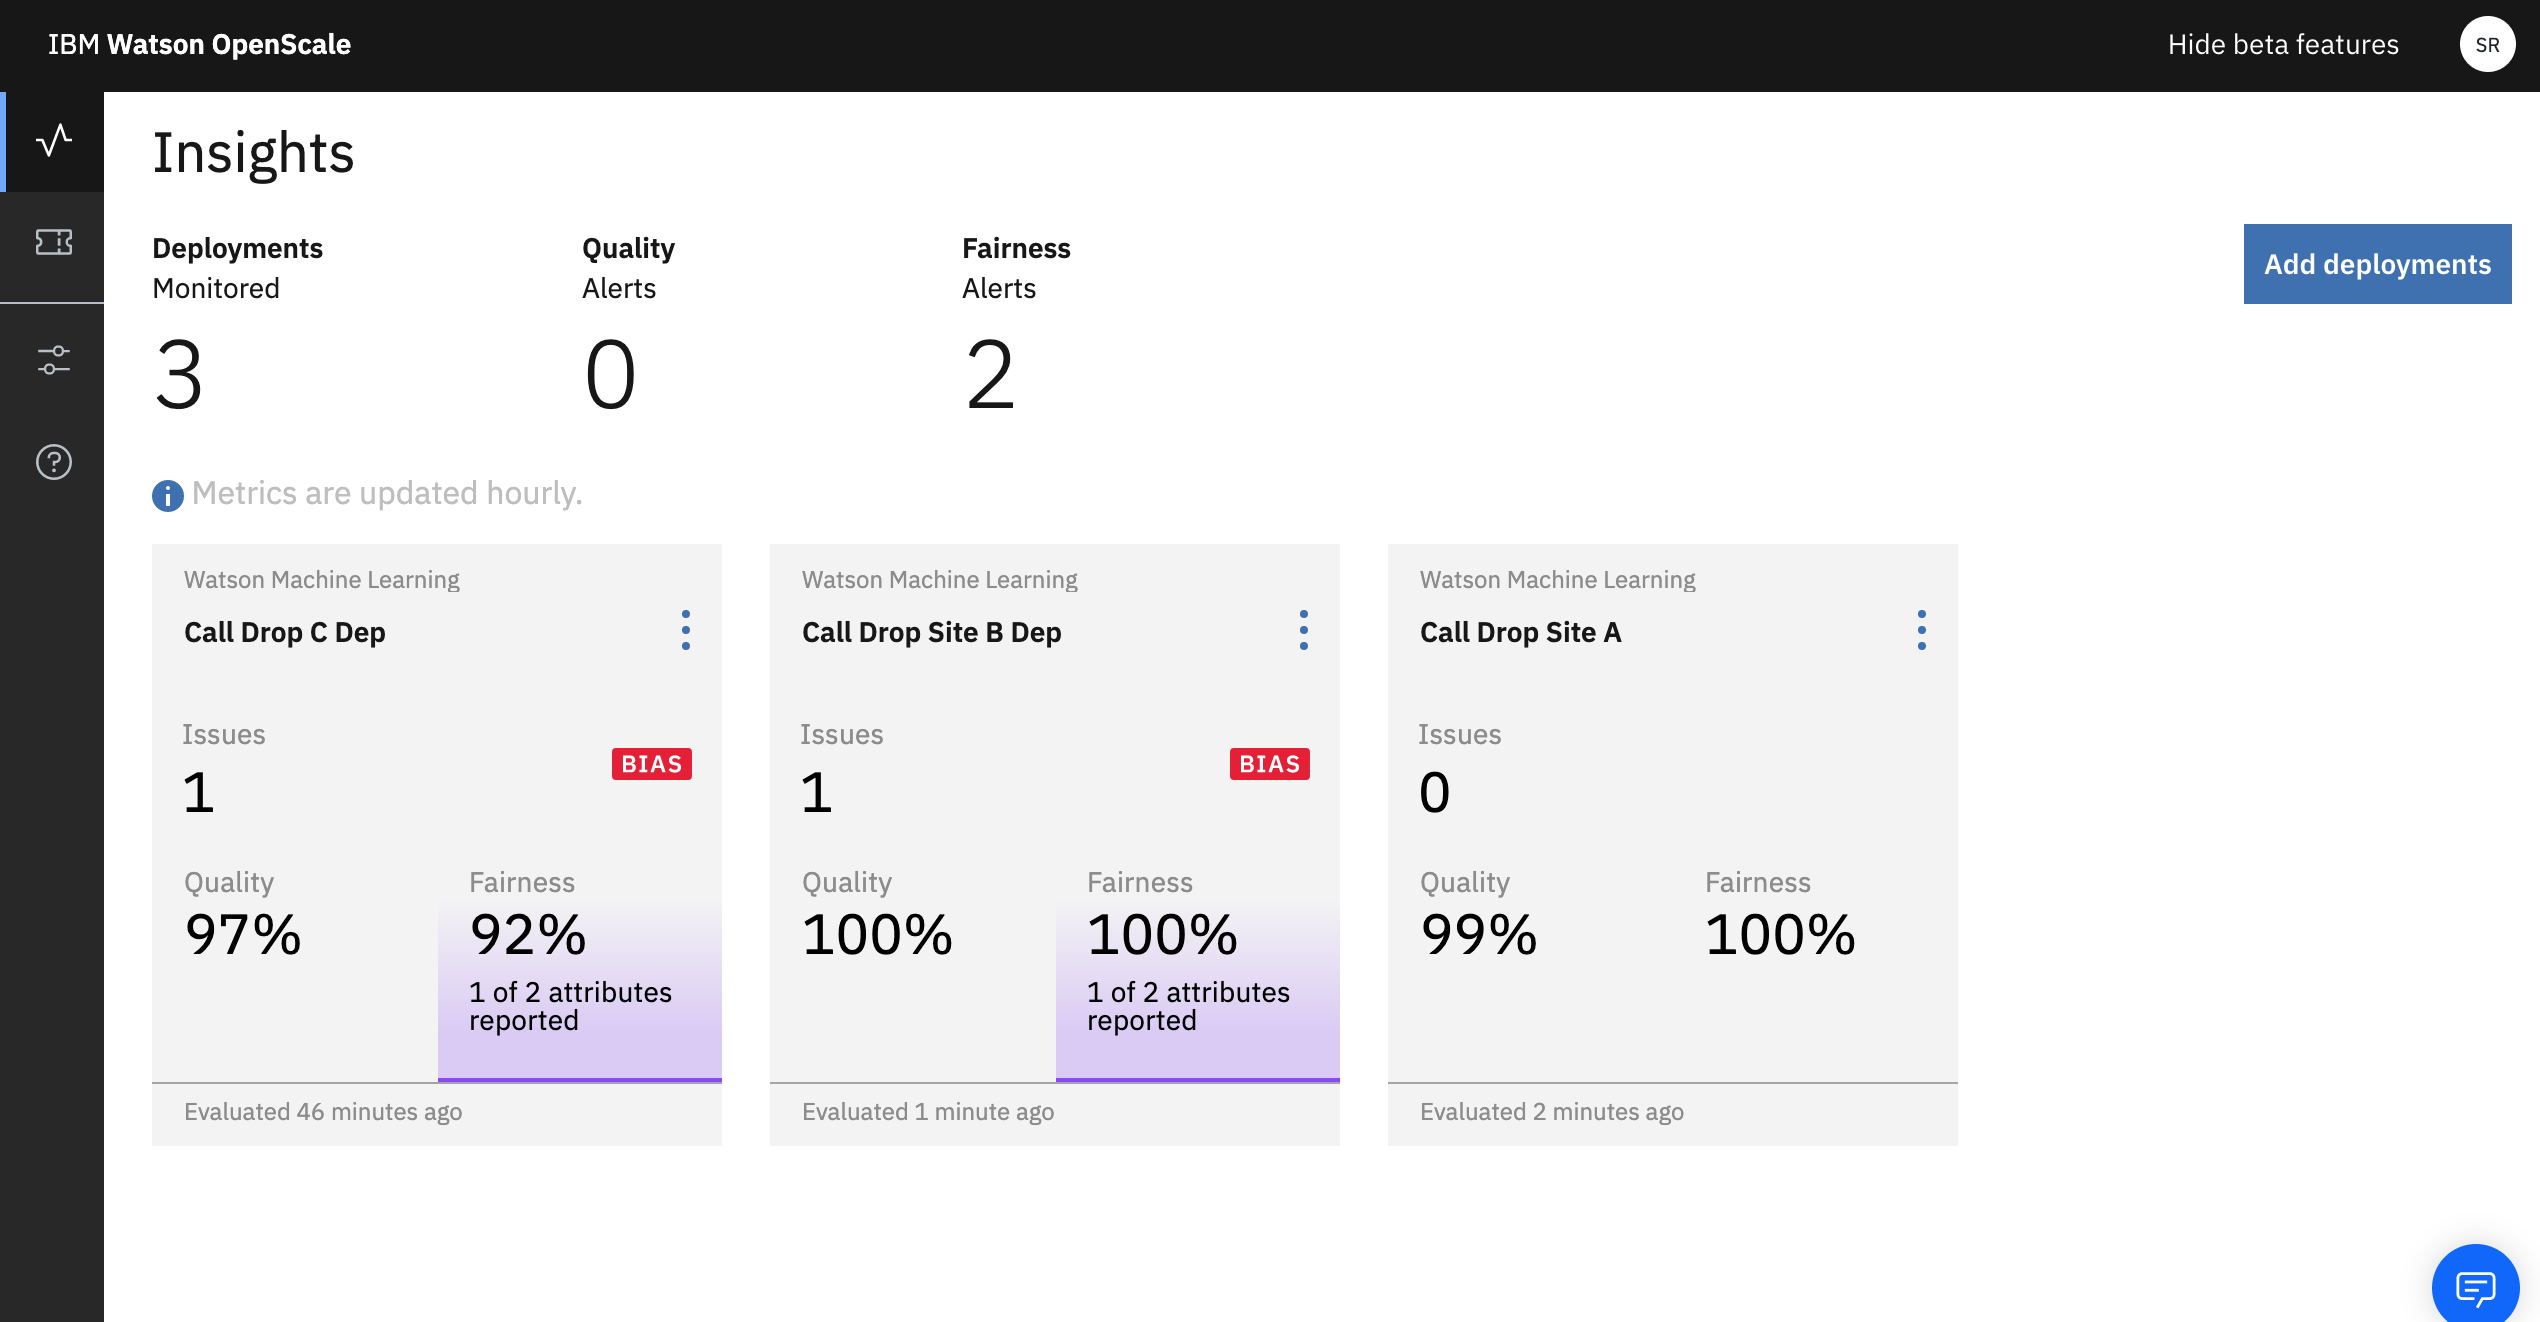 IBM Watson OpenScale
Hide beta features
SR
Insights
Deployments
Monitored
3
Quality
Alerts
0
Fairness
Alerts
2
Add deployments
Metrics are updated hourly.
Watson Machine Learning
Call Drop C Dep
Issues
1
BIAS
Quality
97%
Fairness
92%
1 of 2 attributes
reported
Evaluated 46 minutes ago
Watson Machine Learning
Call Drop Site B Dep
Issues
1
BIAS
Quality
100%
Fairness
100%
1 of 2 attributes
reported
Evaluated 1 minute ago
Watson Machine Learning
Call Drop Site A
Issues
0
Quality
99%
Fairness
100%
Evaluated 2 minutes ago